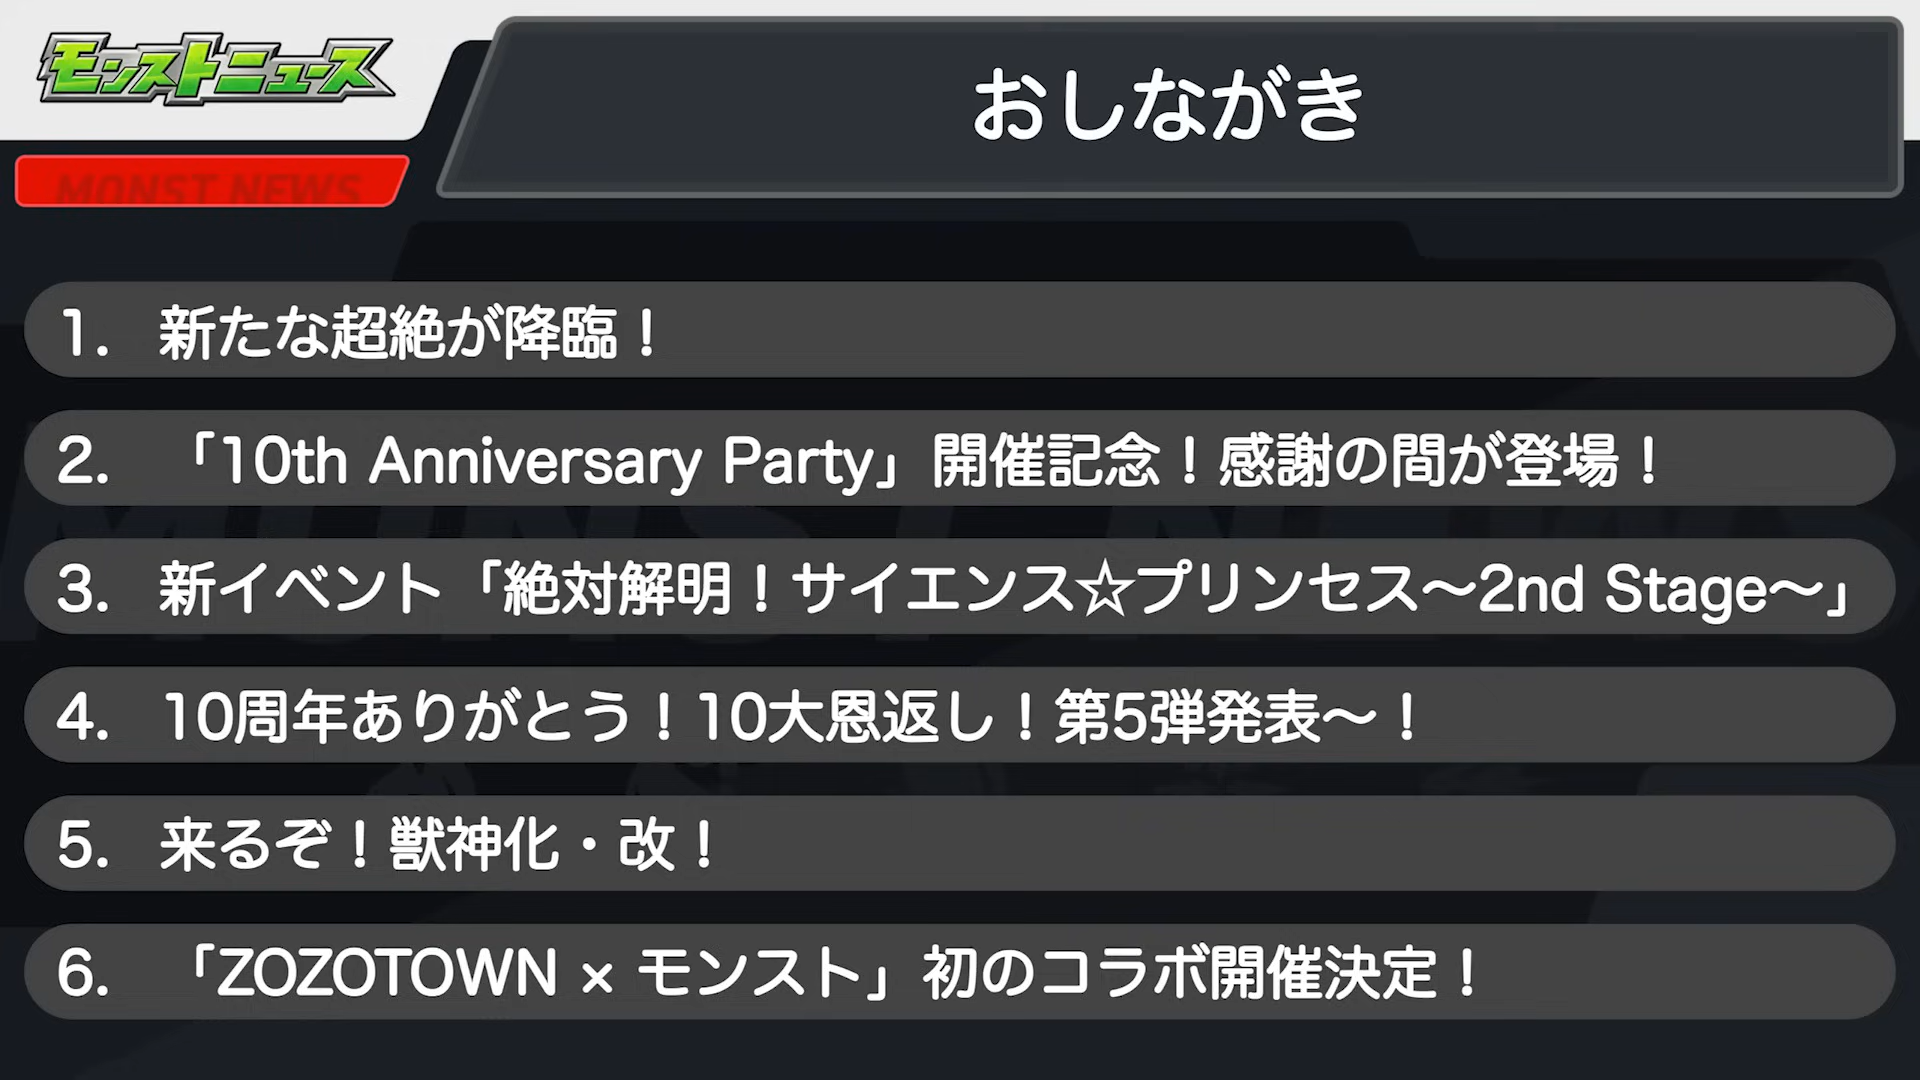 モンストニュース
おしながき
MONST NEWS
1. 新たな超絶が降臨！
2. 「10th Anniversary Party」開催記念！感謝の間が登場！
3. 新イベント「絶対解明！サイエンス☆プリンセス〜2nd Stage〜」
4. 10周年ありがとう！10大恩返し！第5弾発表〜！
5. 来るぞ！獣神化・改！
6. 「ZOZOTOWN × モンスト」初のコラボ開催決定！